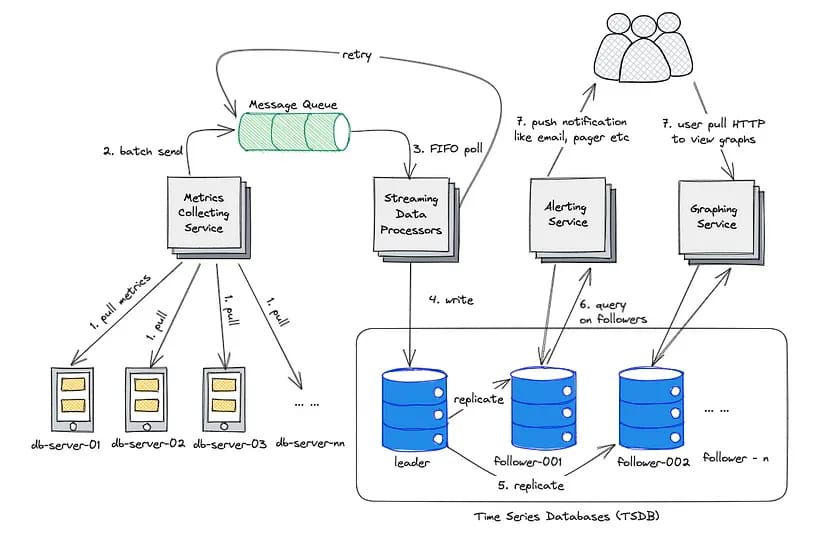 retry
Message Queue
2. batch send
3. FIFO poll
7. push notification
like email, pager etc
7. user pull HTTP
to view graphs
Metrics
Collecting
Service
Streaming
Data
Processors
Alerting
Service
Graphing
Service
1. pull metrics
1. pull
1. pull
1. pull
4. write
6. query
on followers
db-server-01
db-server-02
db-server-03
... ...
db-server-nn
replicate
... ...
leader
follower-001
follower-002
follower - n
5. replicate
Time Series Databases (TSDB)